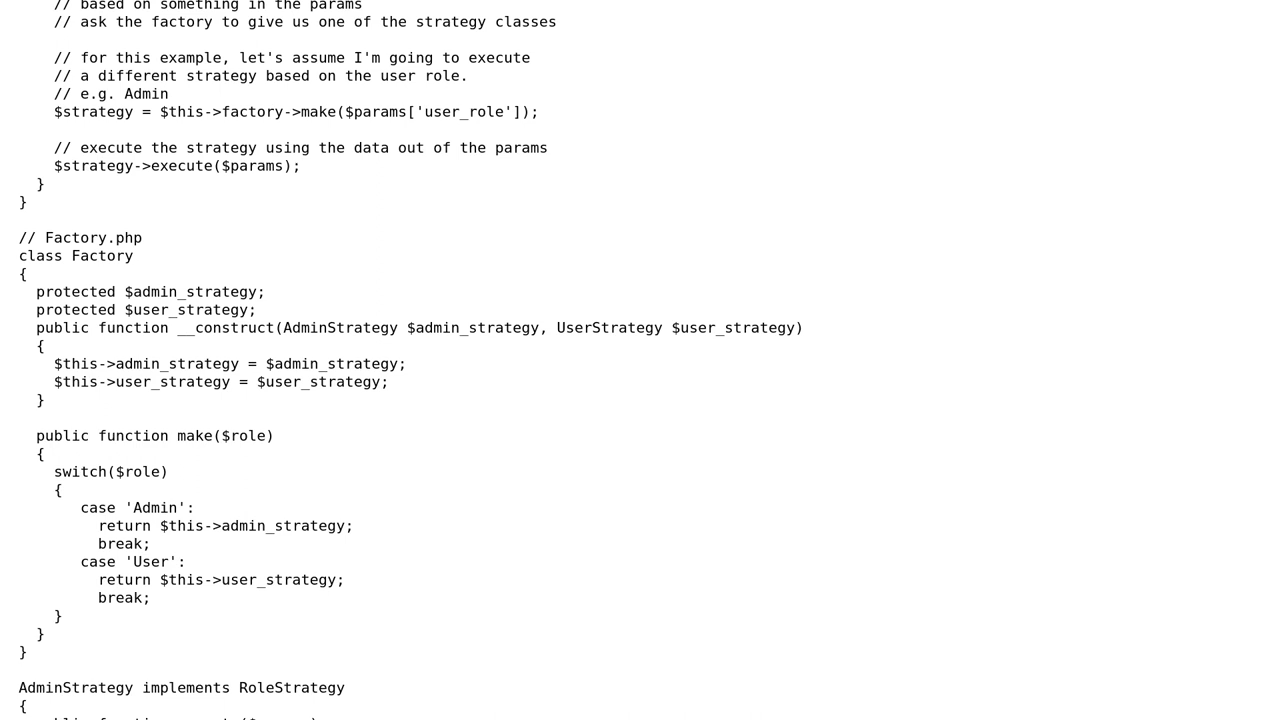 // based on something in the params
// ask the factory to give us one of the strategy classes
// for this example, let's assume I'm going to execute
// a different strategy based on the user role.
// e.g. Admin
$strategy = $this->factory->make($params['user_role']);
// execute the strategy using the data out of the params
$strategy->execute($params);
}
}
// Factory.php
class Factory
{
protected $admin_strategy;
protected $user_strategy;
public function __construct(AdminStrategy $admin_strategy, UserStrategy $user_strategy)
{
$this->admin_strategy = $admin_strategy;
$this->user_strategy = $user_strategy;
}
public function make($role)
{
switch($role)
{
case 'Admin':
return $this->admin_strategy;
break;
case 'User':
return $this->user_strategy;
break;
}
}
}
AdminStrategy implements RoleStrategy
{